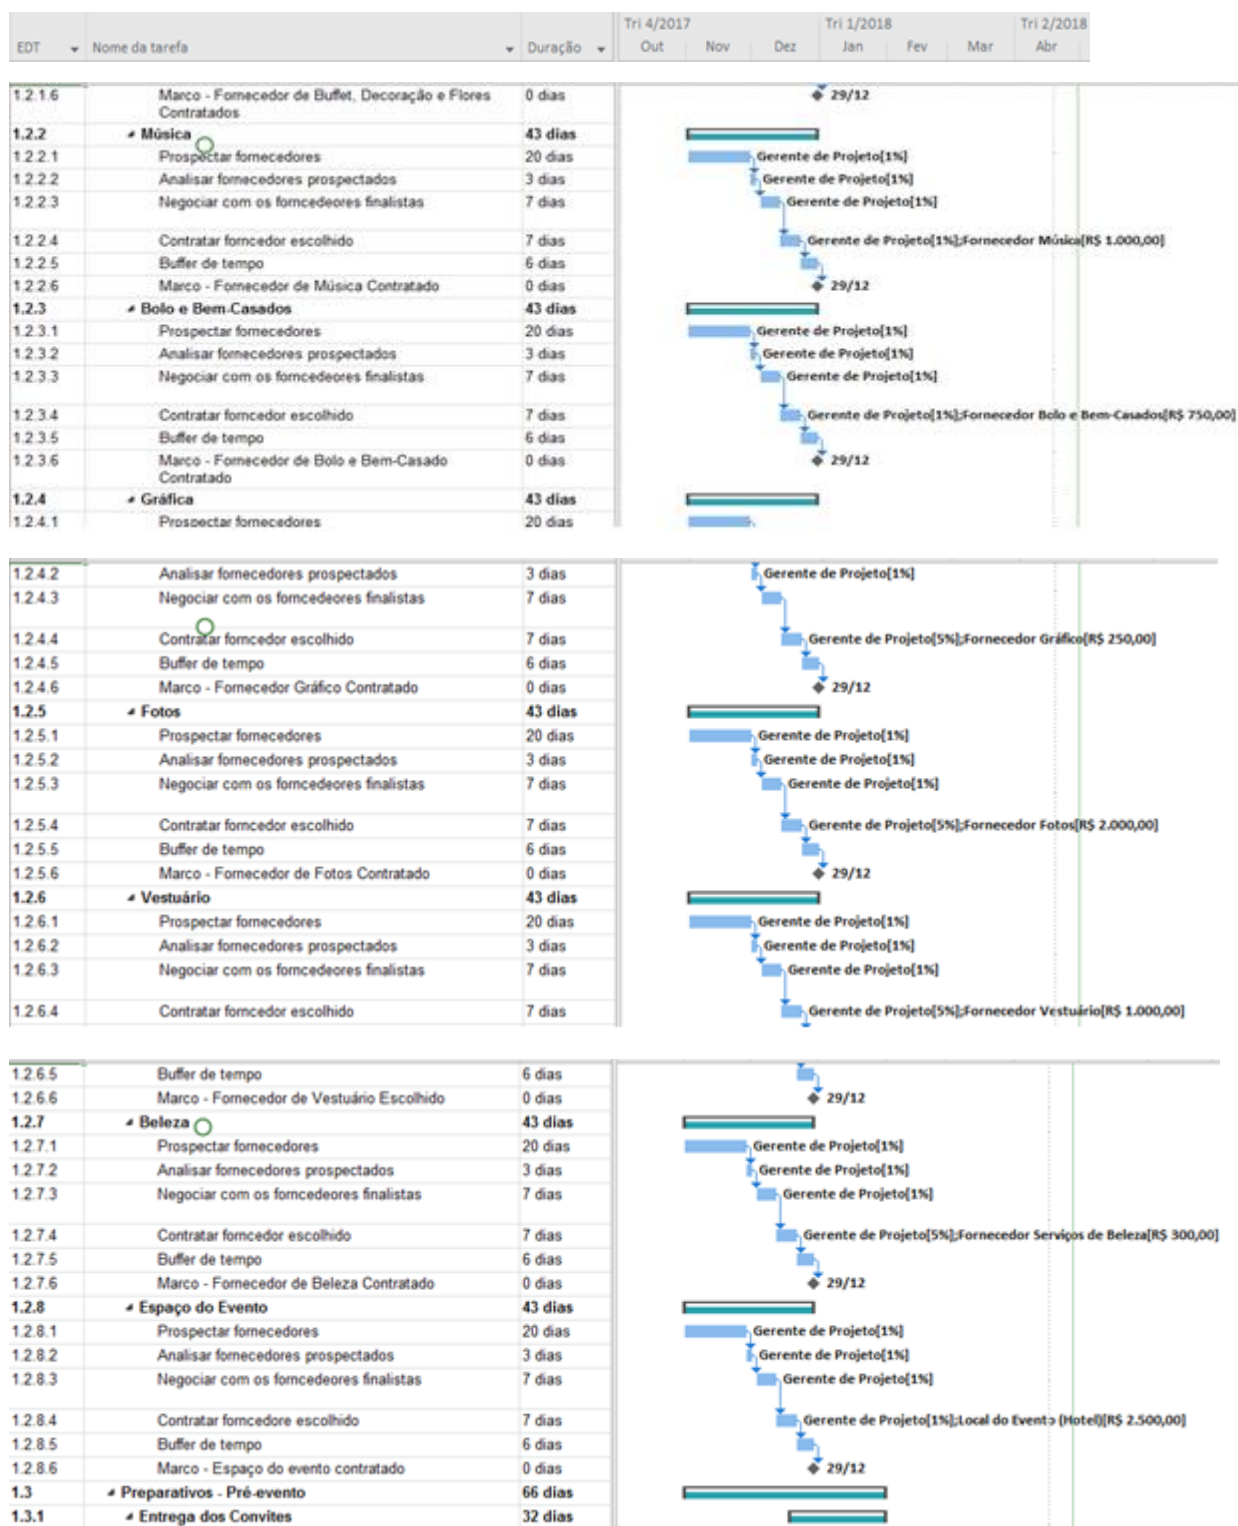 Tri 4/2017 Tri 1/2018 Tri 2/2018
EDT Nome da tarefa Duração Out Nov Dez Jan Fev Mar Abr
1.2.1.6 Marco - Fornecedor de Buffet, Decoração e Flores 0 dias 29/12
Contratados
1.2.2 Música 43 dias
1.2.2.1 Prospectar fornecedores 20 dias Gerente de Projeto[1%]
1.2.2.2 Analisar fornecedores prospectados 3 dias Gerente de Projeto[1%]
1.2.2.3 Negociar com os forncedeores finalistas 7 dias Gerente de Projeto[1%]
1.2.2.4 Contratar forncedor escolhido 7 dias Gerente de Projeto[1%];Fornecedor Música[R$ 1.000,00]
1.2.2.5 Buffer de tempo 6 dias
1.2.2.6 Marco - Fornecedor de Música Contratado 0 dias 29/12
1.2.3 Bolo e Bem-Casados 43 dias
1.2.3.1 Prospectar fornecedores 20 dias Gerente de Projeto[1%]
1.2.3.2 Analisar fornecedores prospectados 3 dias Gerente de Projeto[1%]
1.2.3.3 Negociar com os forncedeores finalistas 7 dias Gerente de Projeto[1%]
1.2.3.4 Contratar forncedor escolhido 7 dias Gerente de Projeto[1%];Fornecedor Bolo e Bem-Casados[R$ 750,00]
1.2.3.5 Buffer de tempo 6 dias
1.2.3.6 Marco - Fornecedor de Bolo e Bem-Casado 0 dias 29/12
Contratado
1.2.4 Gráfica 43 dias
1.2.4.1 Prospectar fornecedores 20 dias
1.2.4.2 Analisar fornecedores prospectados 3 dias Gerente de Projeto[1%]
1.2.4.3 Negociar com os forncedeores finalistas 7 dias
1.2.4.4 Contratar forncedor escolhido 7 dias Gerente de Projeto[5%];Fornecedor Gráfico[R$ 250,00]
1.2.4.5 Buffer de tempo 6 dias
1.2.4.6 Marco - Fornecedor Gráfico Contratado 0 dias 29/12
1.2.5 Fotos 43 dias
1.2.5.1 Prospectar fornecedores 20 dias Gerente de Projeto[1%]
1.2.5.2 Analisar fornecedores prospectados 3 dias Gerente de Projeto[1%]
1.2.5.3 Negociar com os forncedeores finalistas 7 dias Gerente de Projeto[1%]
1.2.5.4 Contratar forncedor escolhido 7 dias Gerente de Projeto[5%];Fornecedor Fotos[R$ 2.000,00]
1.2.5.5 Buffer de tempo 6 dias
1.2.5.6 Marco - Fornecedor de Fotos Contratado 0 dias 29/12
1.2.6 Vestuário 43 dias
1.2.6.1 Prospectar fornecedores 20 dias Gerente de Projeto[1%]
1.2.6.2 Analisar fornecedores prospectados 3 dias Gerente de Projeto[1%]
1.2.6.3 Negociar com os forncedeores finalistas 7 dias Gerente de Projeto[1%]
1.2.6.4 Contratar forncedor escolhido 7 dias Gerente de Projeto[5%];Fornecedor Vestuário[R$ 1.000,00]
1.2.6.5 Buffer de tempo 6 dias
1.2.6.6 Marco - Fornecedor de Vestuário Escolhido 0 dias 29/12
1.2.7 Beleza 43 dias
1.2.7.1 Prospectar fornecedores 20 dias Gerente de Projeto[1%]
1.2.7.2 Analisar fornecedores prospectados 3 dias Gerente de Projeto[1%]
1.2.7.3 Negociar com os forncedeores finalistas 7 dias Gerente de Projeto[1%]
1.2.7.4 Contratar forncedor escolhido 7 dias Gerente de Projeto[5%];Fornecedor Serviços de Beleza[R$ 300,00]
1.2.7.5 Buffer de tempo 6 dias
1.2.7.6 Marco - Fornecedor de Beleza Contratado 0 dias 29/12
1.2.8 Espaço do Evento 43 dias
1.2.8.1 Prospectar fornecedores 20 dias Gerente de Projeto[1%]
1.2.8.2 Analisar fornecedores prospectados 3 dias Gerente de Projeto[1%]
1.2.8.3 Negociar com os forncedeores finalistas 7 dias Gerente de Projeto[1%]
1.2.8.4 Contratar forncedore escolhido 7 dias Gerente de Projeto[1%];Local do Evento (Hotel)[R$ 2.500,00]
1.2.8.5 Buffer de tempo 6 dias
1.2.8.6 Marco - Espaço do evento contratado 0 dias 29/12
1.3 Preparativos - Pré-evento 66 dias
1.3.1 Entrega dos Convites 32 dias